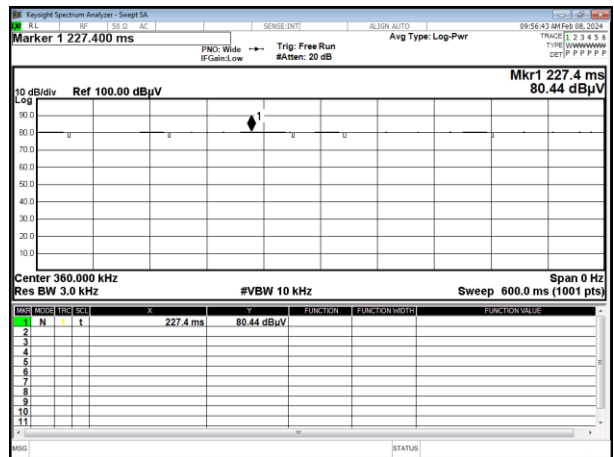 Keysight Spectrum Analyzer - Swept SA
RL RF 50 Ω AC SENSE:INT ALIGN AUTO 09:56:43 AM Feb 08, 2024
Marker 1 227.400 ms
PNO: Wide Trig: Free Run Avg Type: Log-Pwr TRACE 1 2 3 4 5 6
IFGain:Low #Atten: 20 dB TYPE WWWWWW
DET P P P P P P
Mkr1 227.4 ms
10 dB/div Ref 100.00 dBµV 80.44 dBµV
Log
90.0
1
80.0
70.0
60.0
50.0
40.0
30.0
20.0
10.0
Center 360.000 kHz Span 0 Hz
Res BW 3.0 kHz #VBW 10 kHz Sweep 600.0 ms (1001 pts)
MKR MODE TRC SCL X Y FUNCTION FUNCTION WIDTH FUNCTION VALUE
1 N 1 t 227.4 ms 80.44 dBµV
2
3
4
5
6
7
8
9
10
11
MSG STATUS